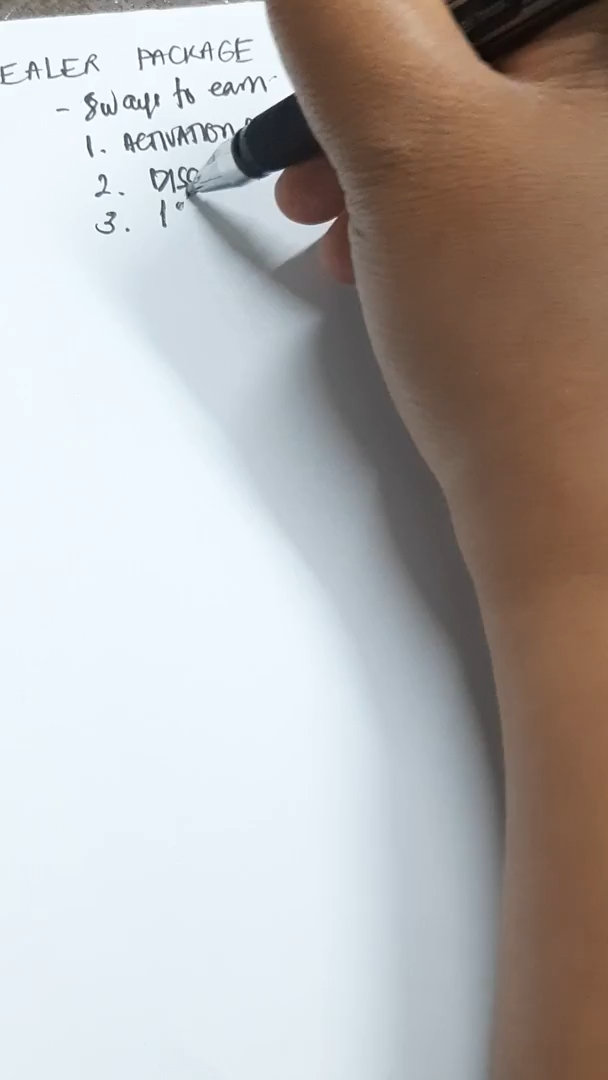 EALER PACKAGE
- 8 ways to earn
1. ACTIVATION
2. DISC
3. 1